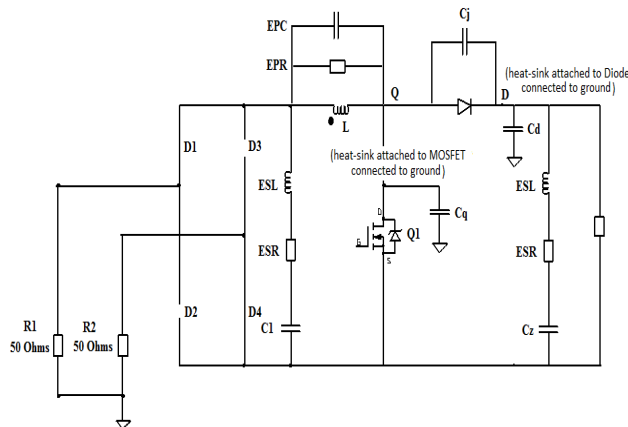 Cj
EPC
EPR
(heat-sink attached to Diode
connected to ground)
Q
D
L
D1
D3
Cd
(heat-sink attached to MOSFET
connected to ground)
ESL
ESL
D
Cq
G
Q1
S
ESR
ESR
D2
D4
C1
Cz
R1
R2
50 Ohms
50 Ohms